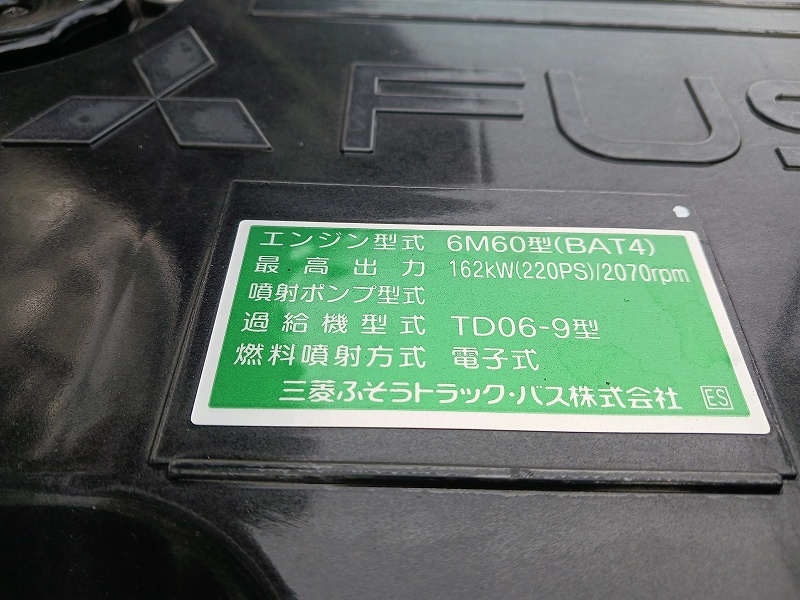 FUS
エンジン型式 6M60型(BAT4)
最高出力 162kW(220PS)/2070rpm
噴射ポンプ型式
過給機型式 TD06-9型
燃料噴射方式 電子式
三菱ふそうトラック・バス株式会社 ES